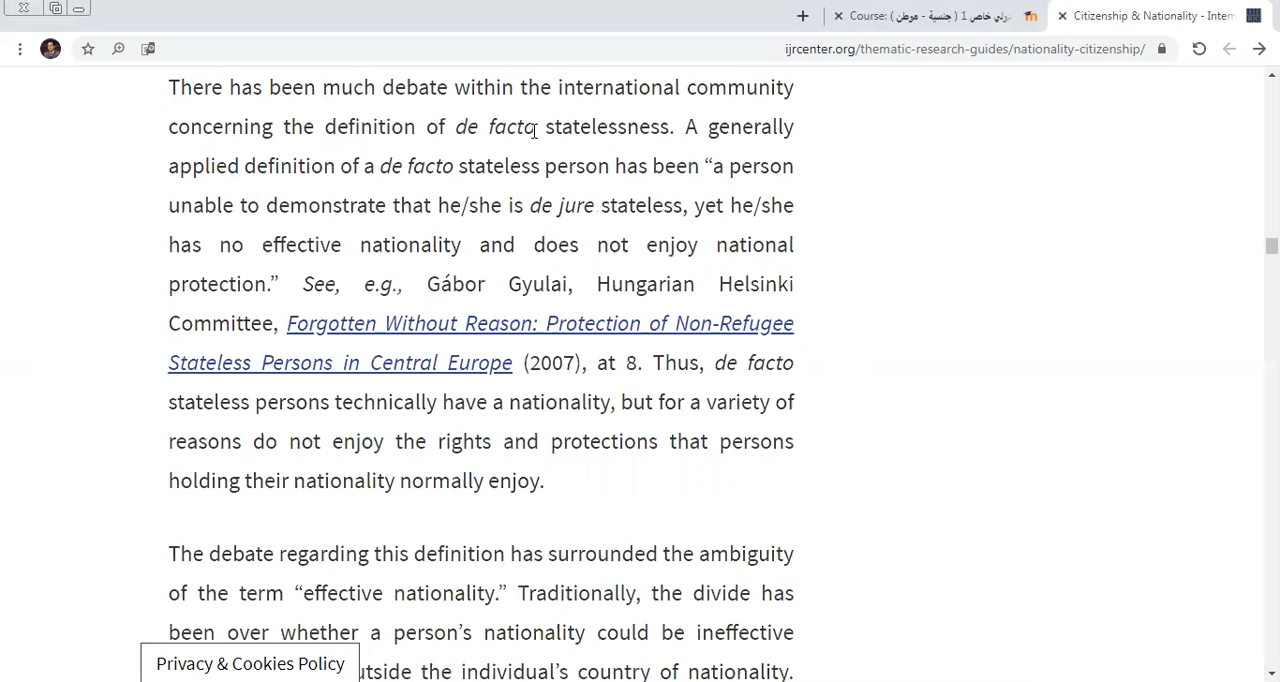 Course: ( جنسية - موطن ) 1 دولي خاص
Citizenship & Nationality - Inter
ijrcenter.org/thematic-research-guides/nationality-citizenship/
There has been much debate within the international community
concerning the definition of de facto statelessness. A generally
applied definition of a de facto stateless person has been “a person
unable to demonstrate that he/she is de jure stateless, yet he/she
has no effective nationality and does not enjoy national
protection.” See, e.g., Gábor Gyulai, Hungarian Helsinki
Committee, Forgotten Without Reason: Protection of Non-Refugee
Stateless Persons in Central Europe (2007), at 8. Thus, de facto
stateless persons technically have a nationality, but for a variety of
reasons do not enjoy the rights and protections that persons
holding their nationality normally enjoy.
The debate regarding this definition has surrounded the ambiguity
of the term “effective nationality.” Traditionally, the divide has
been over whether a person’s nationality could be ineffective
utside the individual’s country of nationality.
Privacy & Cookies Policy